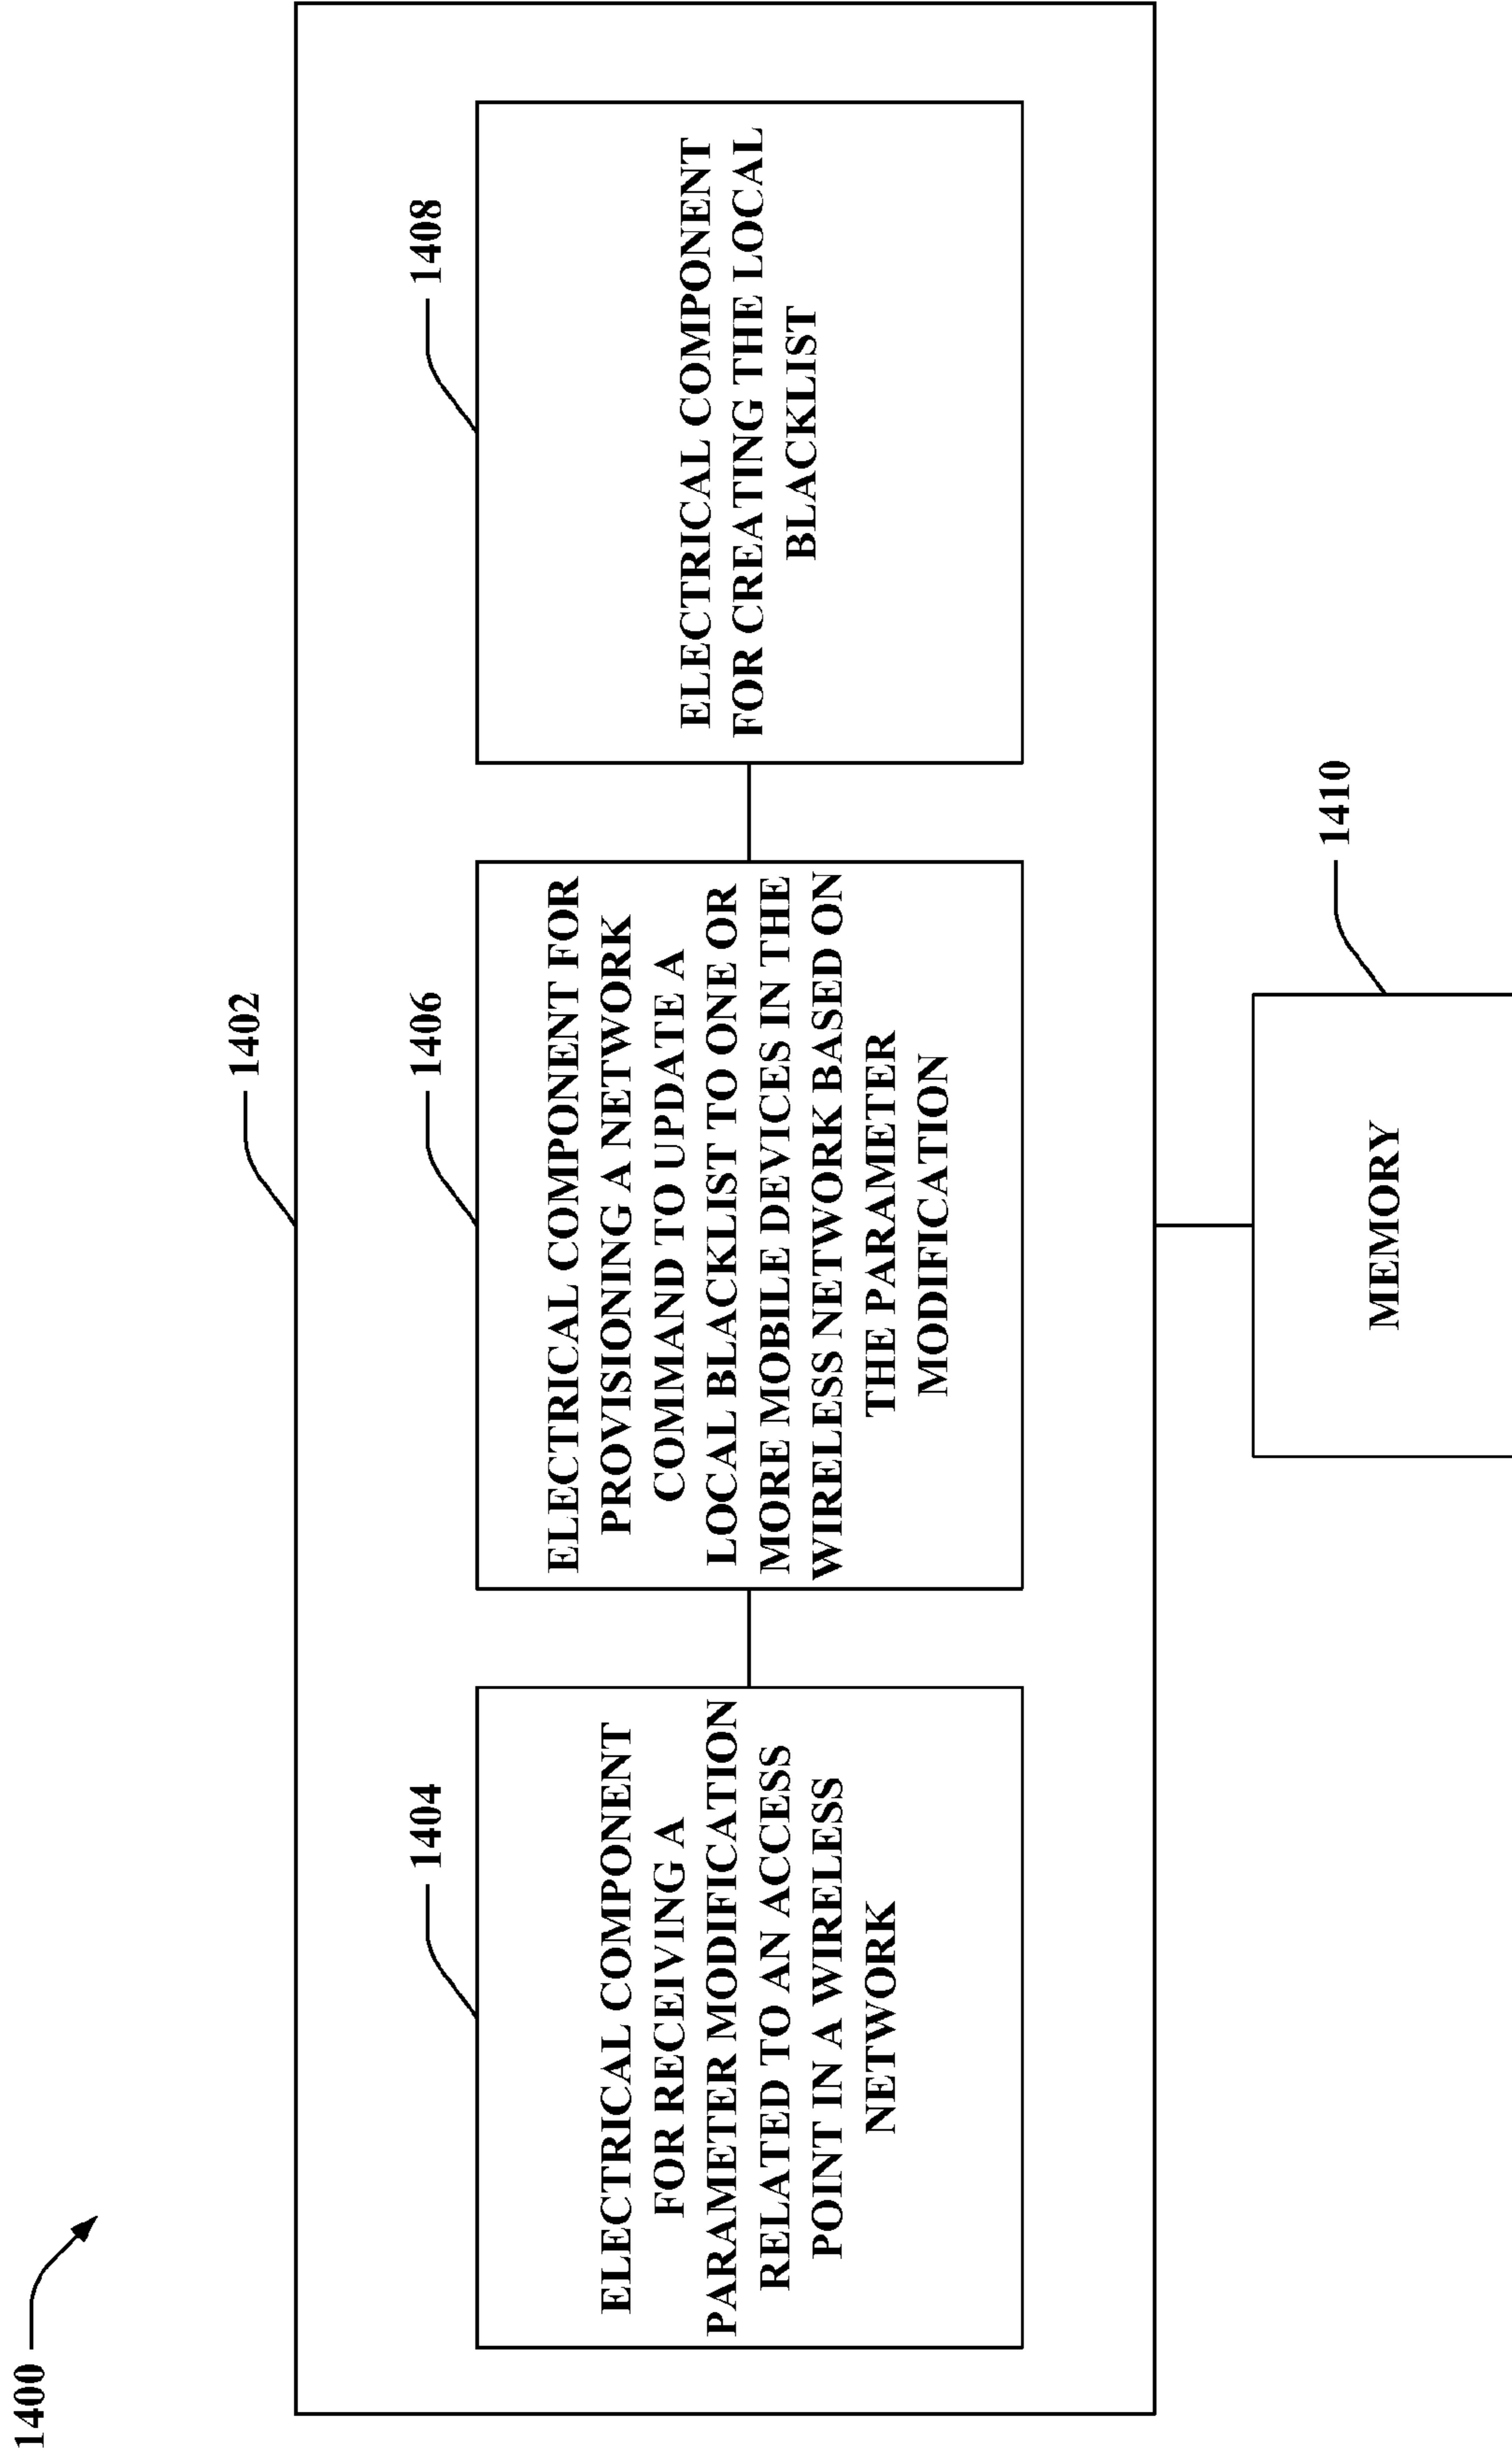 1400
1402
1404
ELECTRICAL COMPONENT
FOR RECEIVING A
PARAMETER MODIFICATION
RELATED TO AN ACCESS
POINT IN A WIRELESS
NETWORK
1406
ELECTRICAL COMPONENT FOR
PROVISIONING A NETWORK
COMMAND TO UPDATE A
LOCAL BLACKLIST TO ONE OR
MORE MOBILE DEVICES IN THE
WIRELESS NETWORK BASED ON
THE PARAMETER
MODIFICATION
1408
ELECTRICAL COMPONENT
FOR CREATING THE LOCAL
BLACKLIST
1410
MEMORY